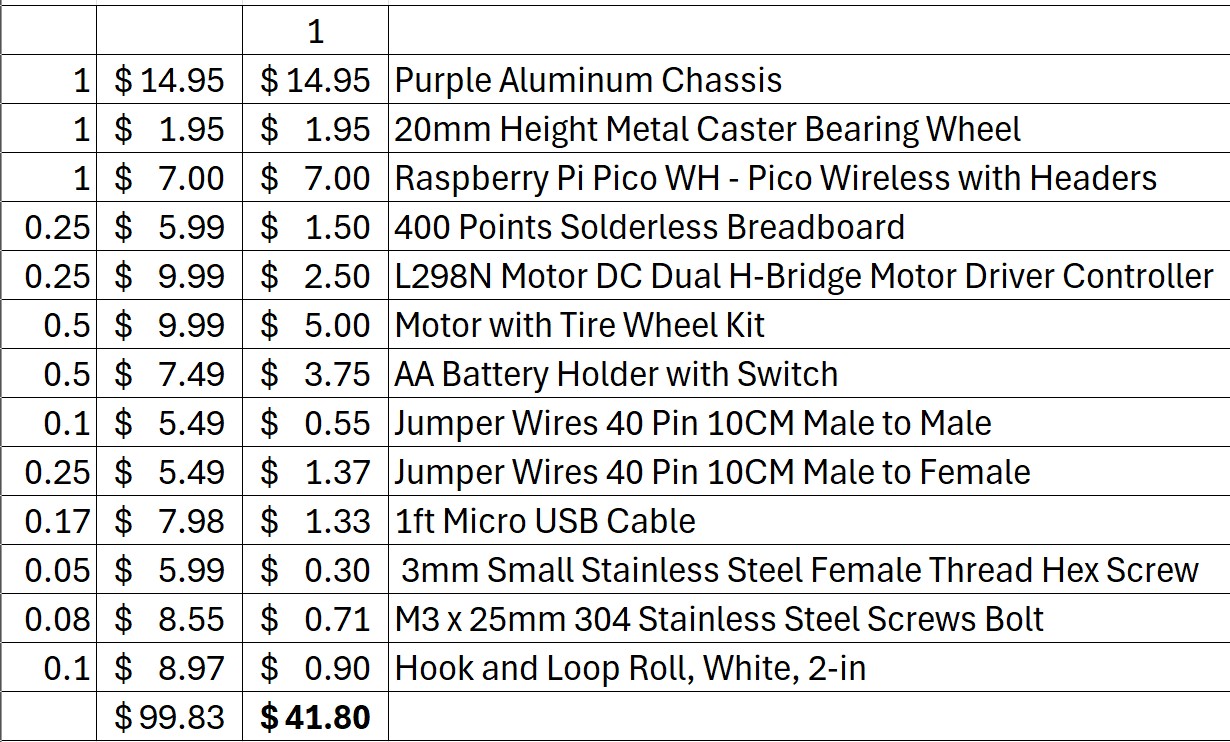 1
1 $ 14.95 $ 14.95 Purple Aluminum Chassis
1 $ 1.95 $ 1.95 20mm Height Metal Caster Bearing Wheel
1 $ 7.00 $ 7.00 Raspberry Pi Pico WH - Pico Wireless with Headers
0.25 $ 5.99 $ 1.50 400 Points Solderless Breadboard
0.25 $ 9.99 $ 2.50 L298N Motor DC Dual H-Bridge Motor Driver Controller
0.5 $ 9.99 $ 5.00 Motor with Tire Wheel Kit
0.5 $ 7.49 $ 3.75 AA Battery Holder with Switch
0.1 $ 5.49 $ 0.55 Jumper Wires 40 Pin 10CM Male to Male
0.25 $ 5.49 $ 1.37 Jumper Wires 40 Pin 10CM Male to Female
0.17 $ 7.98 $ 1.33 1ft Micro USB Cable
0.05 $ 5.99 $ 0.30 3mm Small Stainless Steel Female Thread Hex Screw
0.08 $ 8.55 $ 0.71 M3 x 25mm 304 Stainless Steel Screws Bolt
0.1 $ 8.97 $ 0.90 Hook and Loop Roll, White, 2-in
$ 99.83 $ 41.80